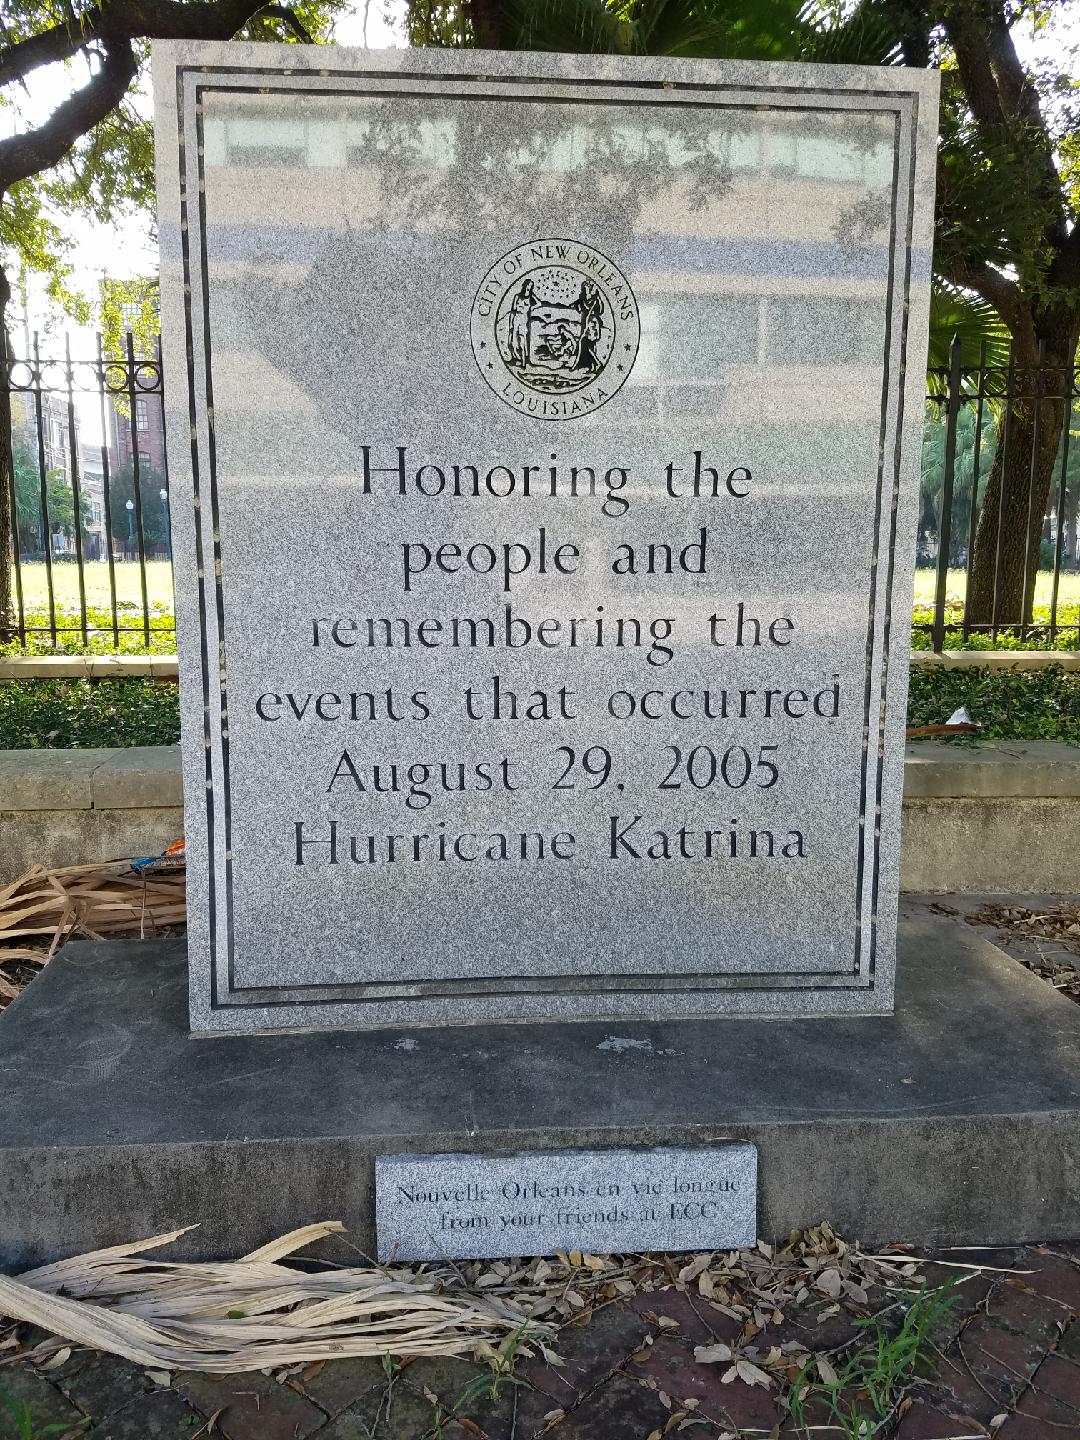 CITY OF NEW ORLEANS
LOUISIANA
Honoring the
people and
remembering the
events that occurred
August 29, 2005
Hurricane Katrina
Nouvelle Orleans en vie longue
from your friends at ECC